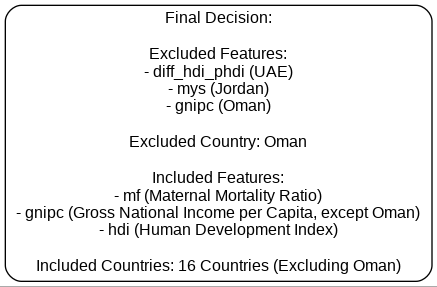 Final Decision:
Excluded Features:
- diff_hdi_phdi (UAE)
- mys (Jordan)
- gnipc (Oman)
Excluded Country: Oman
Included Features:
- mf (Maternal Mortality Ratio)
- gnipc (Gross National Income per Capita, except Oman)
- hdi (Human Development Index)
Included Countries: 16 Countries (Excluding Oman)